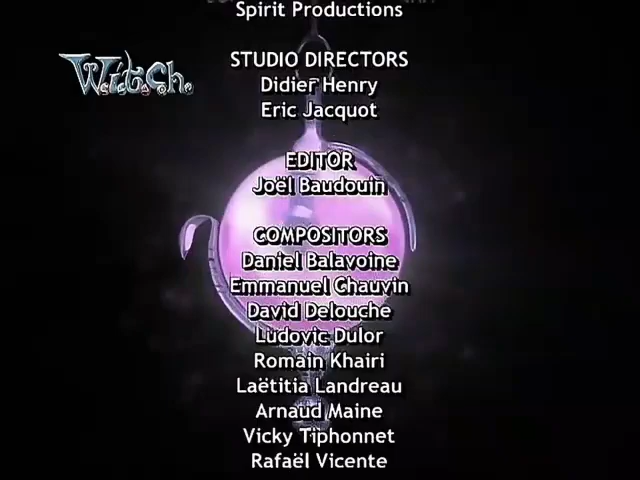 Spirit Productions
W.i.t.c.h.
STUDIO DIRECTORS
Didier Henry
Eric Jacquot
EDITOR
Joël Baudouin
COMPOSITORS
Daniel Balavoine
Emmanuel Chauvin
David Delouche
Ludovic Dulor
Romain Khairi
Laëtitia Landreau
Arnaud Maine
Vicky Tiphonnet
Rafaël Vicente